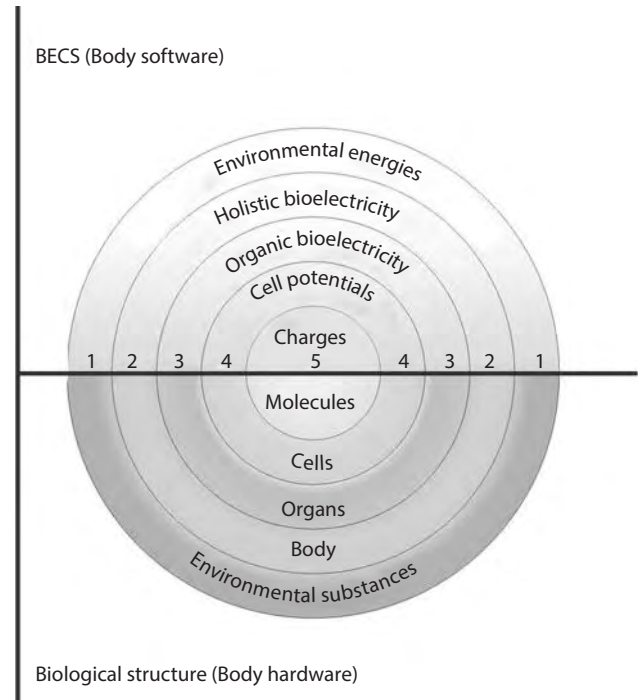 BECS (Body software)
Environmental energies
Holistic bioelectricity
Organic bioelectricity
Cell potentials
Charges
1 2 3 4 5 4 3 2 1
Molecules
Cells
Organs
Body
Environmental substances
Biological structure (Body hardware)